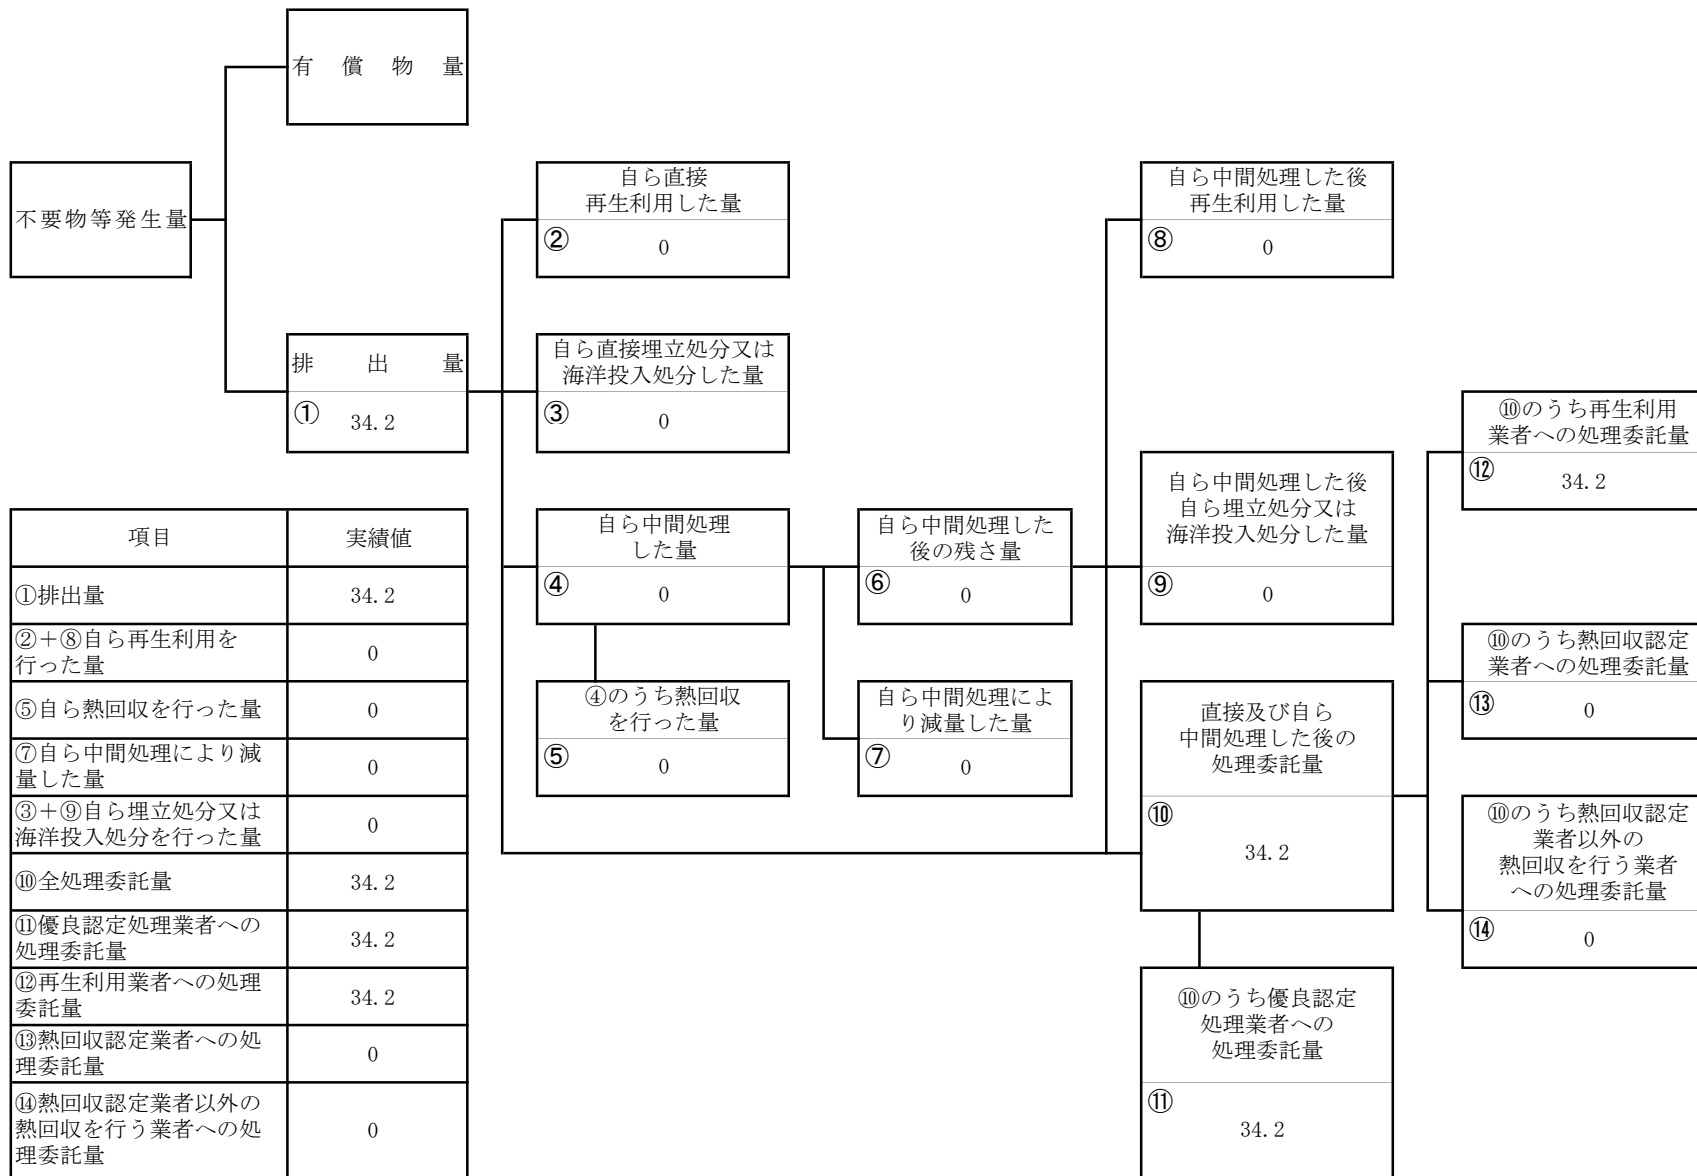 有償物量
不要物等発生量
排出量
① 34.2
自ら直接
再生利用した量
② 0
自ら直接埋立処分又は
海洋投入処分した量
③ 0
自ら中間処理
した量
④ 0
④のうち熱回収
を行った量
⑤ 0
自ら中間処理した
後の残さ量
⑥ 0
自ら中間処理によ
り減量した量
⑦ 0
自ら中間処理した後
再生利用した量
⑧ 0
自ら中間処理した後
自ら埋立処分又は
海洋投入処分した量
⑨ 0
直接及び自ら
中間処理した後の
処理委託量
⑩
34.2
⑩のうち優良認定
処理業者への
処理委託量
⑪
34.2
⑩のうち再生利用
業者への処理委託量
⑫ 34.2
⑩のうち熱回収認定
業者への処理委託量
⑬ 0
⑩のうち熱回収認定
業者以外の
熱回収を行う業者
への処理委託量
⑭ 0
項目 実績値
①排出量 34.2
②＋⑧自ら再生利用を
行った量 0
⑤自ら熱回収を行った量 0
⑦自ら中間処理により減
量した量 0
③＋⑨自ら埋立処分又は
海洋投入処分を行った量 0
⑩全処理委託量 34.2
⑪優良認定処理業者への
処理委託量 34.2
⑫再生利用業者への処理
委託量 34.2
⑬熱回収認定業者への処
理委託量 0
⑭熱回収認定業者以外の
熱回収を行う業者への処
理委託量 0